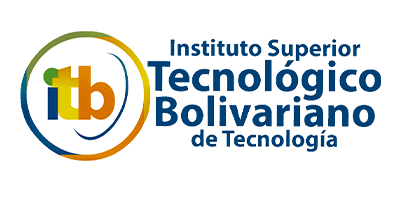 itb
Instituto Superior
Tecnológico
Bolivariano
de Tecnología